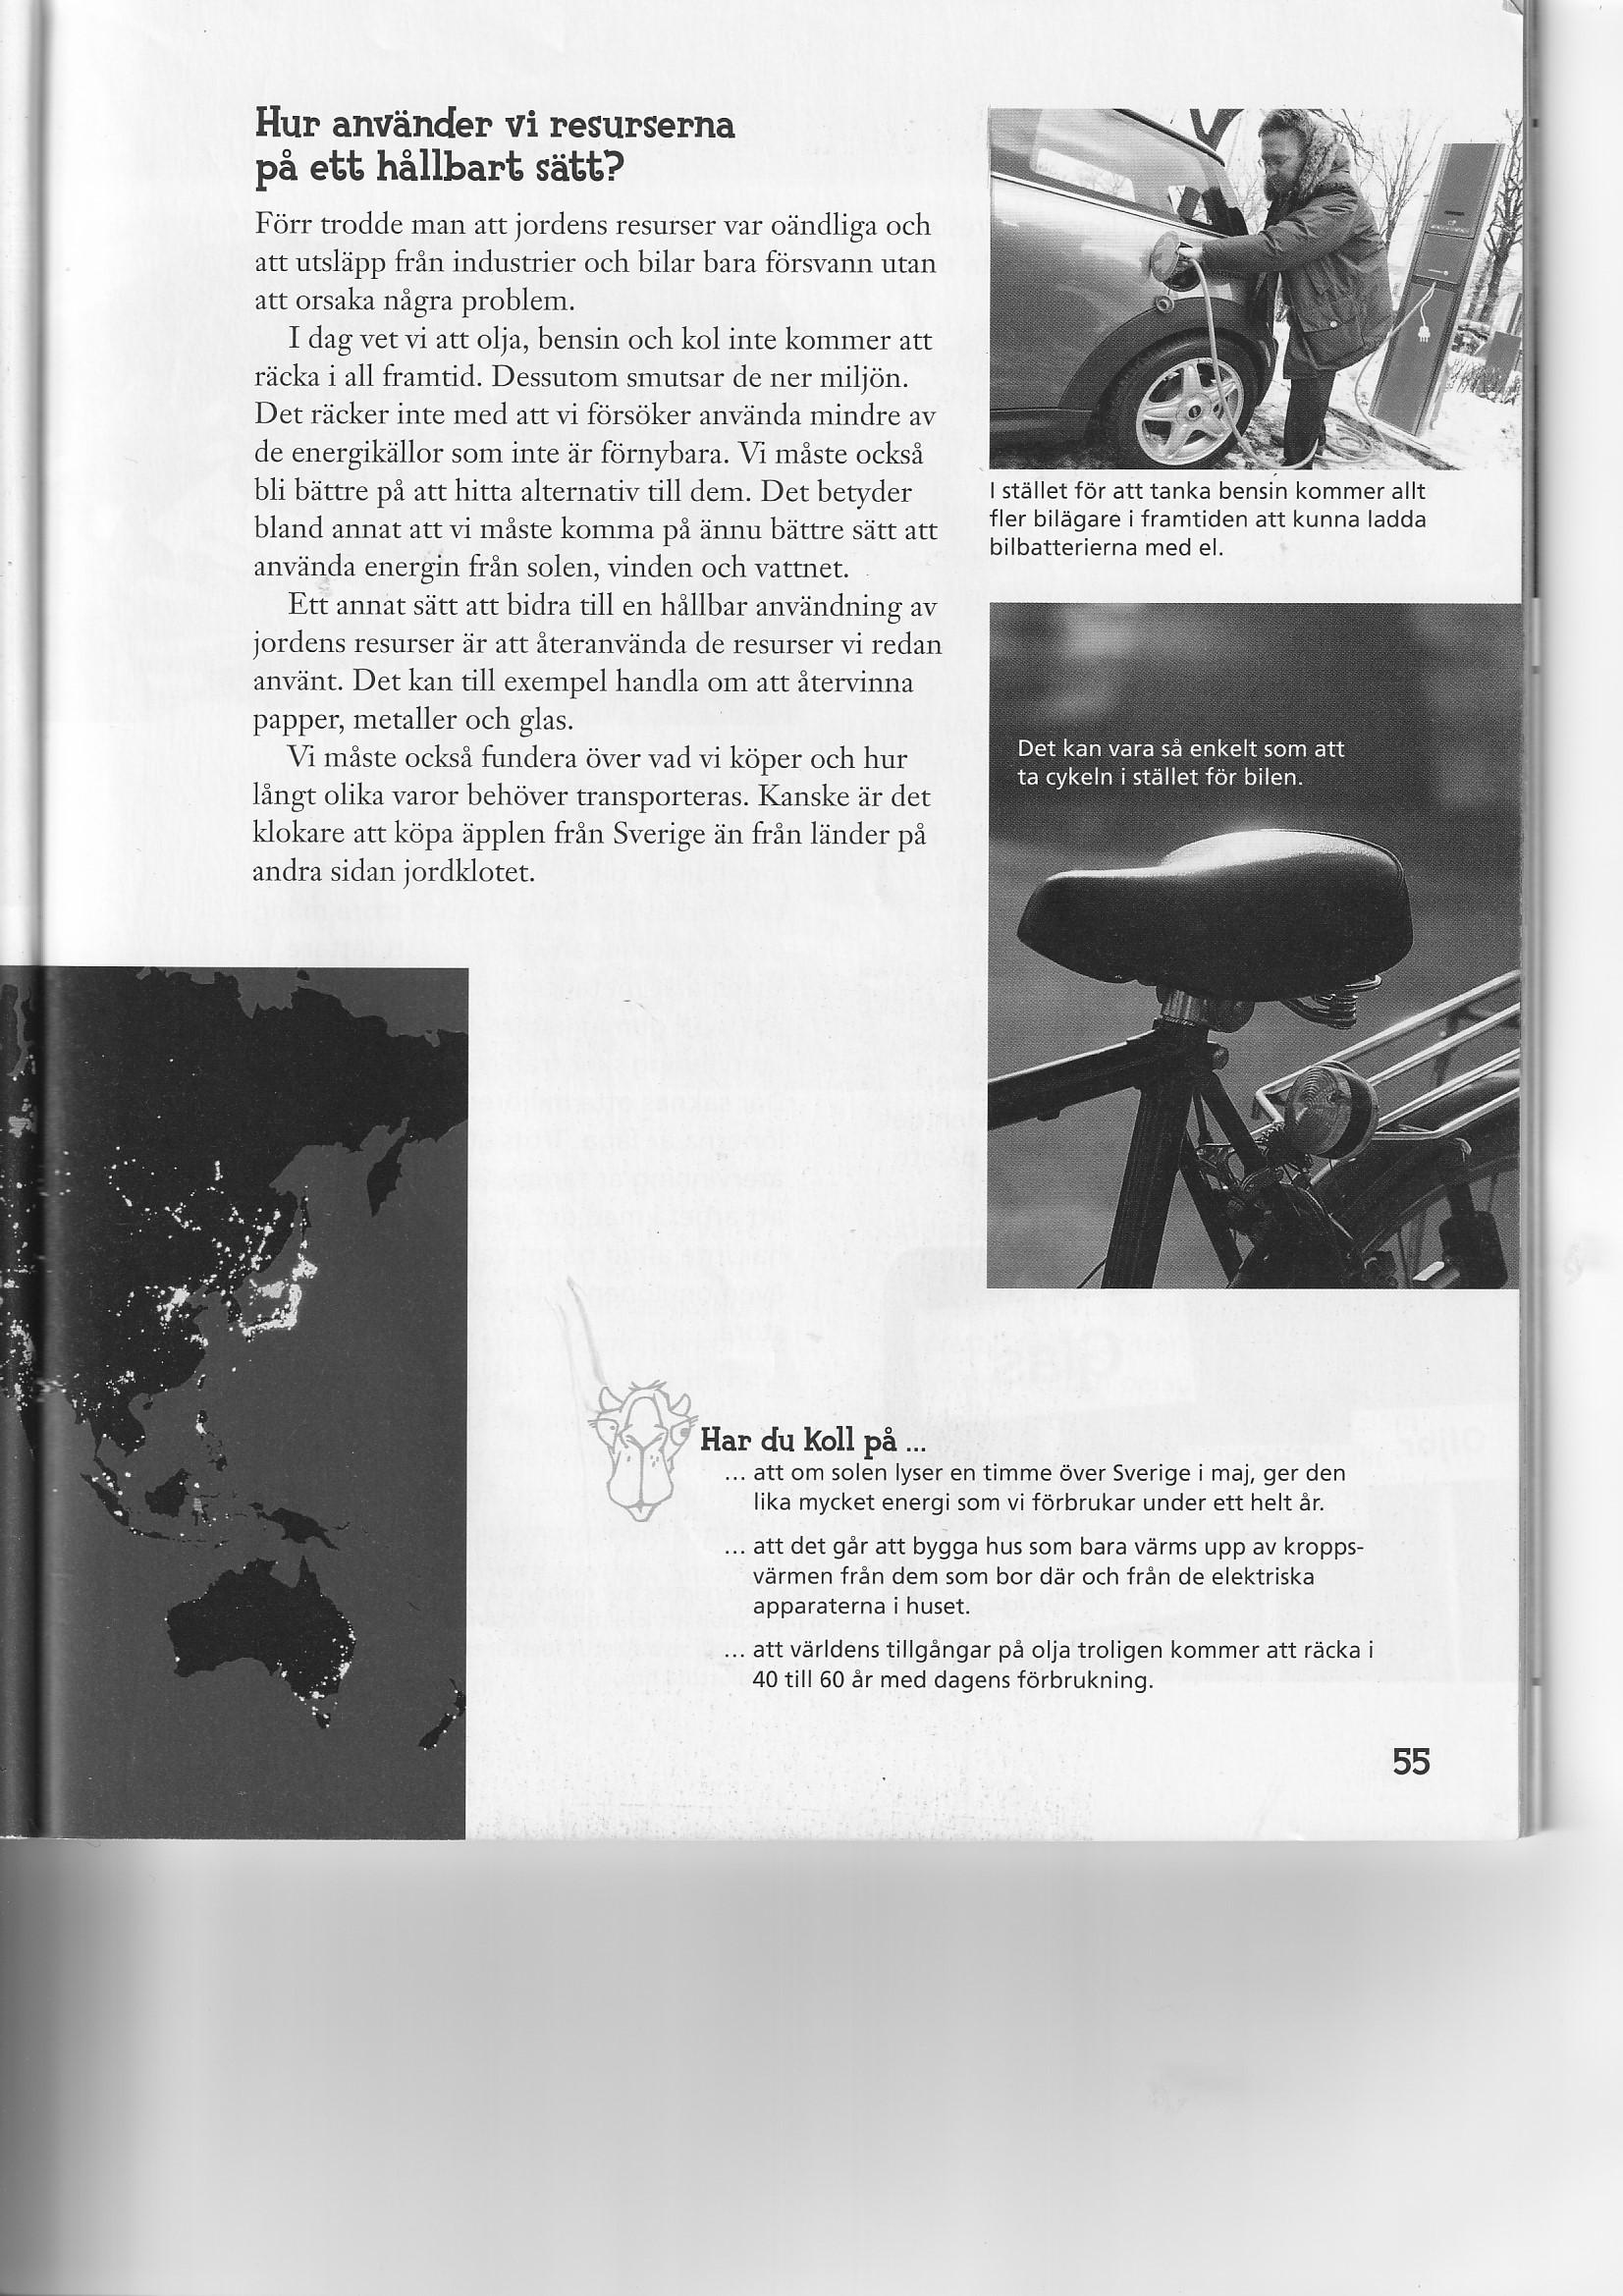 Hur använder vi resurserna
på ett hållbart sätt?
Förr trodde man att jordens resurser var oändliga och
att utsläpp från industrier och bilar bara försvann utan
att orsaka några problem.
I dag vet vi att olja, bensin och kol inte kommer att
räcka i all framtid. Dessutom smutsar de ner miljön.
Det räcker inte med att vi försöker använda mindre av
de energikällor som inte är förnybara. Vi måste också
bli bättre på att hitta alternativ till dem. Det betyder
bland annat att vi måste komma på ännu bättre sätt att
använda energin från solen, vinden och vattnet.
Ett annat sätt att bidra till en hållbar användning av
jordens resurser är att återanvända de resurser vi redan
använt. Det kan till exempel handla om att återvinna
papper, metaller och glas.
Vi måste också fundera över vad vi köper och hur
långt olika varor behöver transporteras. Kanske är det
klokare att köpa äpplen från Sverige än från länder på
andra sidan jordklotet.
I stället för att tanka bensin kommer allt
fler bilägare i framtiden att kunna ladda
bilbatterierna med el.
Det kan vara så enkelt som att
ta cykeln i stället för bilen.
Har du koll på ...
... att om solen lyser en timme över Sverige i maj, ger den
lika mycket energi som vi förbrukar under ett helt år.
... att det går att bygga hus som bara värms upp av kropps-
värmen från dem som bor där och från de elektriska
apparaterna i huset.
... att världens tillgångar på olja troligen kommer att räcka i
40 till 60 år med dagens förbrukning.
55